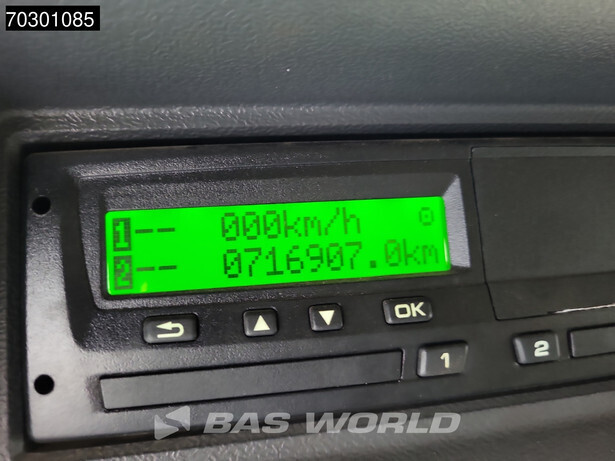 70301085
1-- 000km/h
2-- 0716907.0km
OK
1
2
BAS WORLD